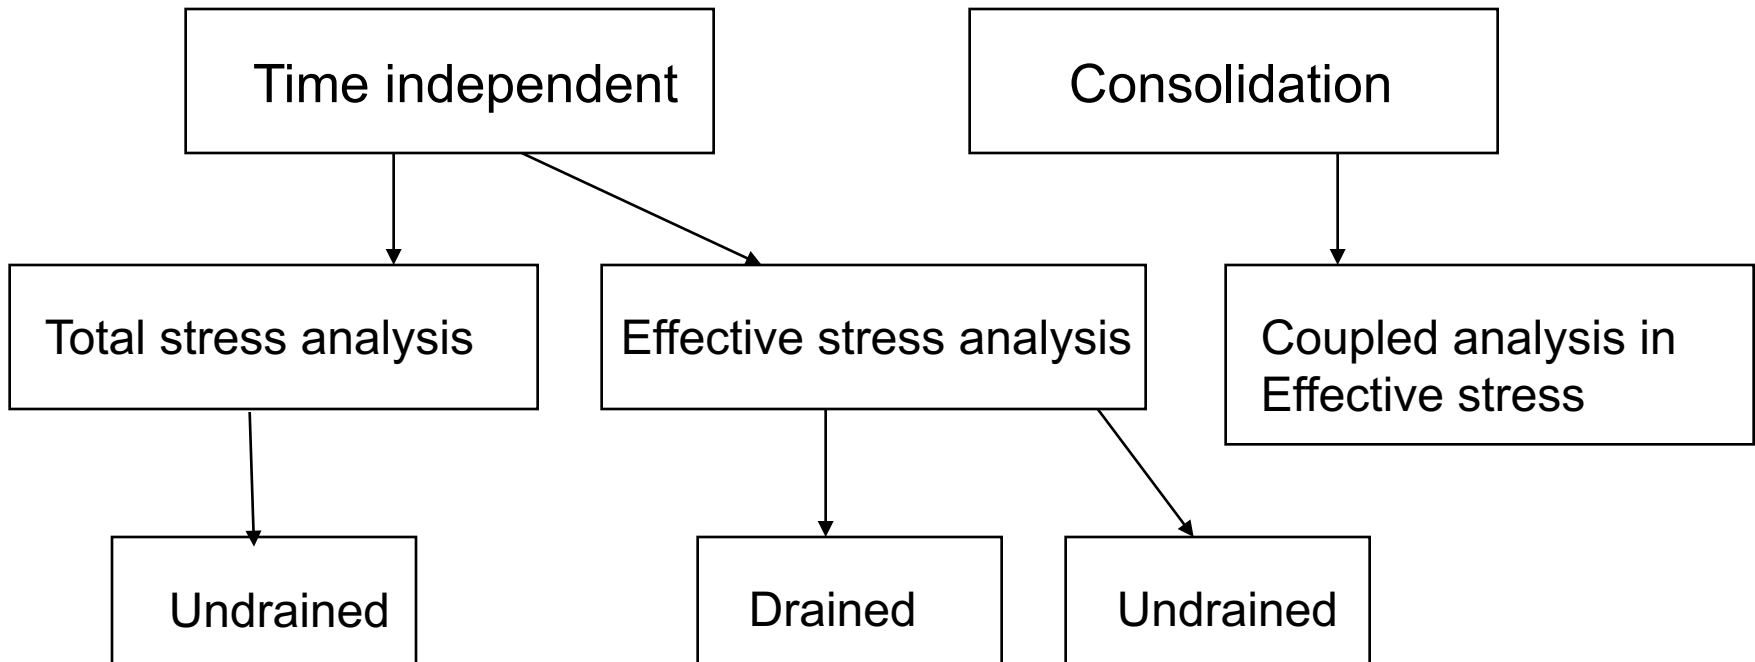 Time independent
Consolidation
Total stress analysis
Effective stress analysis
Coupled analysis in
Effective stress
Undrained
Drained
Undrained